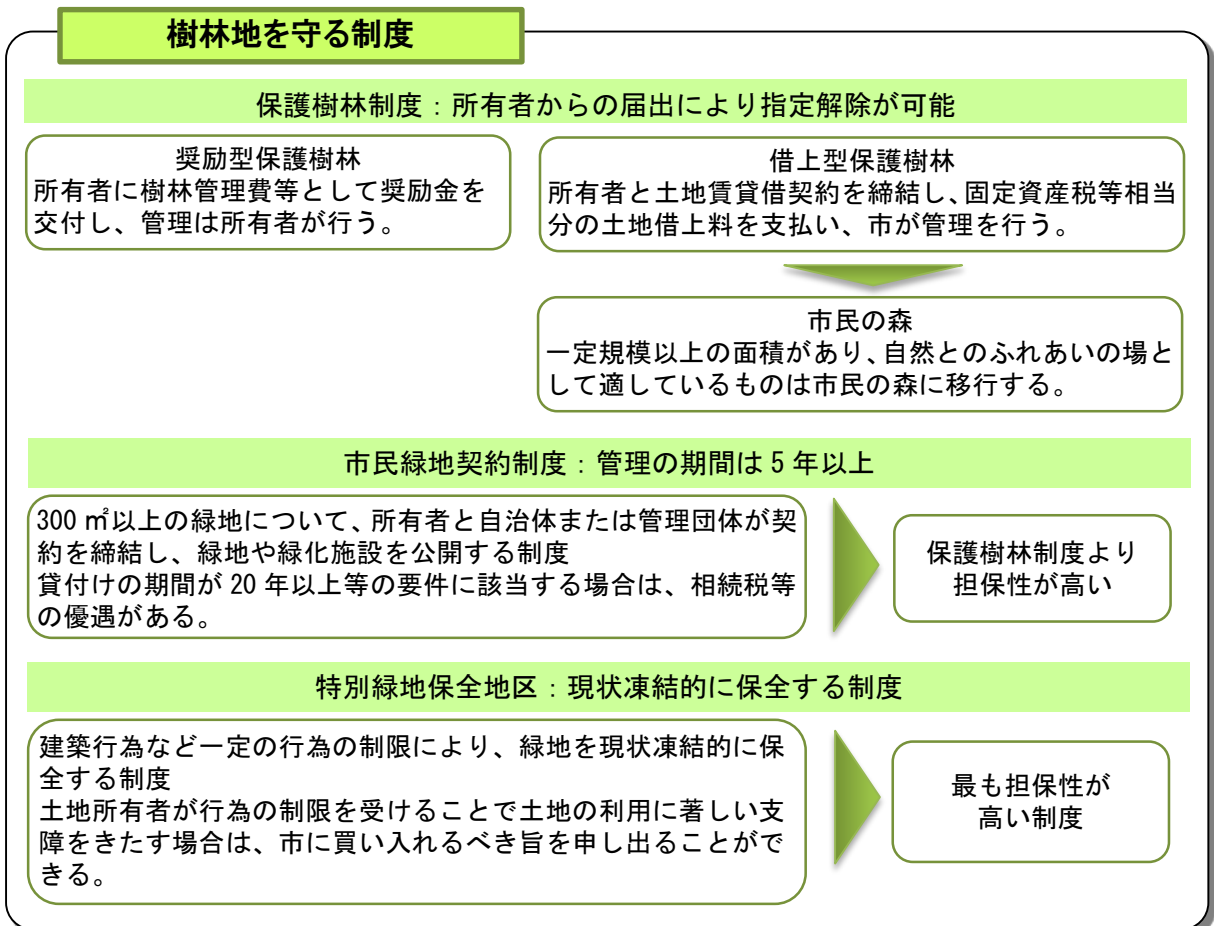 樹林地を守る制度
保護樹林制度：所有者からの届出により指定解除が可能
奨励型保護樹林
所有者に樹林管理費等として奨励金を
交付し、管理は所有者が行う。
借上型保護樹林
所有者と土地賃貸借契約を締結し、固定資産税等相当
分の土地借上料を支払い、市が管理を行う。
市民の森
一定規模以上の面積があり、自然とのふれあいの場と
して適しているものは市民の森に移行する。
市民緑地契約制度：管理の期間は 5 年以上
300 ㎡以上の緑地について、所有者と自治体または管理団体が契
約を締結し、緑地や緑化施設を公開する制度
貸付けの期間が 20 年以上等の要件に該当する場合は、相続税等
の優遇がある。
保護樹林制度より
担保性が高い
特別緑地保全地区：現状凍結的に保全する制度
建築行為など一定の行為の制限により、緑地を現状凍結的に保
全する制度
土地所有者が行為の制限を受けることで土地の利用に著しい支
障をきたす場合は、市に買い入れるべき旨を申し出ることがで
きる。
最も担保性が
高い制度